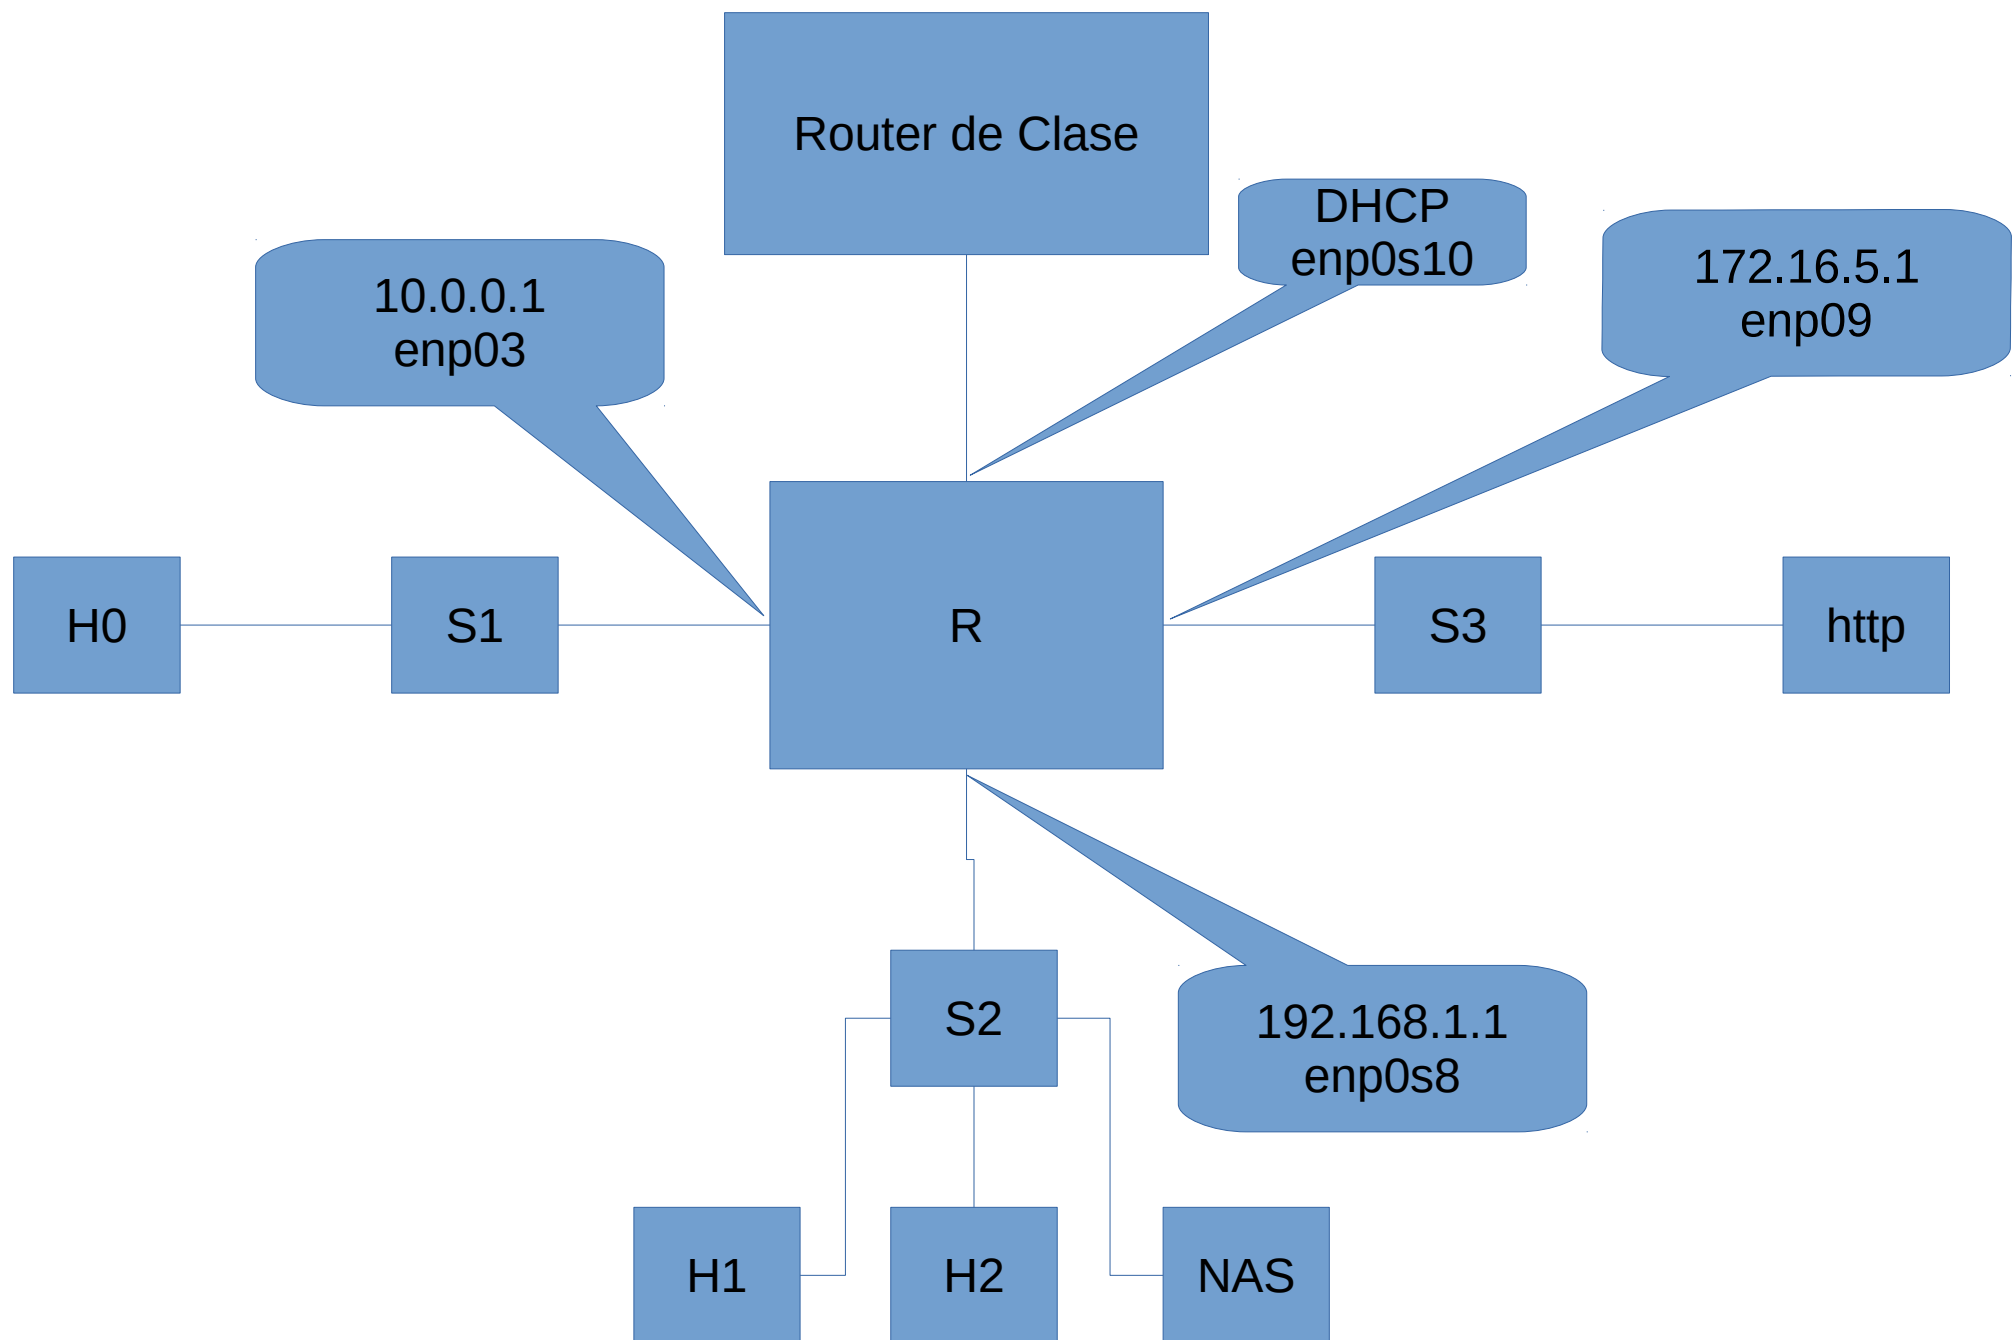 Router de Clase
DHCP
enp0s10
10.0.0.1
enp03
172.16.5.1
enp09
H0
S1
R
S3
http
S2
192.168.1.1
enp0s8
H1
H2
NAS